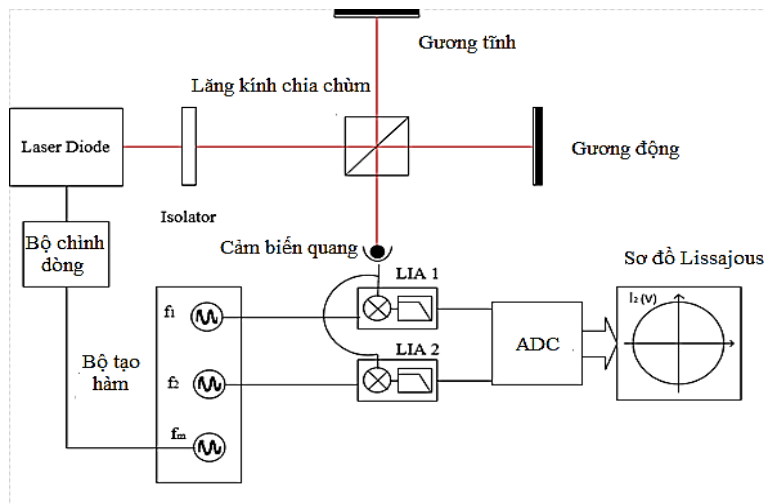 Gương tĩnh
Lăng kính chia chùm
Laser Diode
Gương động
Isolator
Bộ chỉnh
dòng
Cảm biến quang
Sơ đồ Lissajous
LIA 1
I₂ (V)
f₁
ADC
LIA 2
f₂
Bộ tạo
hàm
fₘ